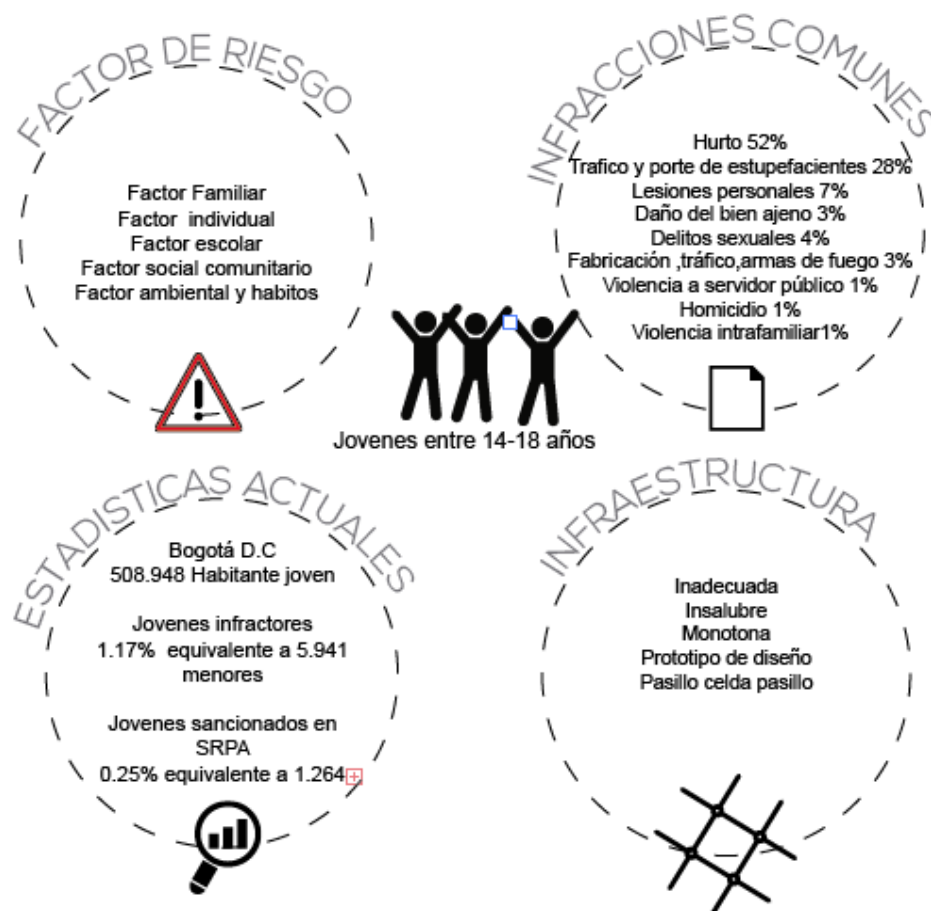 FACTOR DE RIESGO
Factor Familiar
Factor individual
Factor escolar
Factor social comunitario
Factor ambiental y habitos
INFRACCIONES COMUNES
Hurto 52%
Trafico y porte de estupefacientes 28%
Lesiones personales 7%
Daño del bien ajeno 3%
Delitos sexuales 4%
Fabricación ,tráfico,armas de fuego 3%
Violencia a servidor público 1%
Homicidio 1%
Violencia intrafamiliar1%
Jovenes entre 14-18 años
ESTADISTICAS ACTUALES
Bogotá D.C
508.948 Habitante joven
Jovenes infractores
1.17% equivalente a 5.941
menores
Jovenes sancionados en
SRPA
0.25% equivalente a 1.264
INFRAESTRUCTURA
Inadecuada
Insalubre
Monotona
Prototipo de diseño
Pasillo celda pasillo